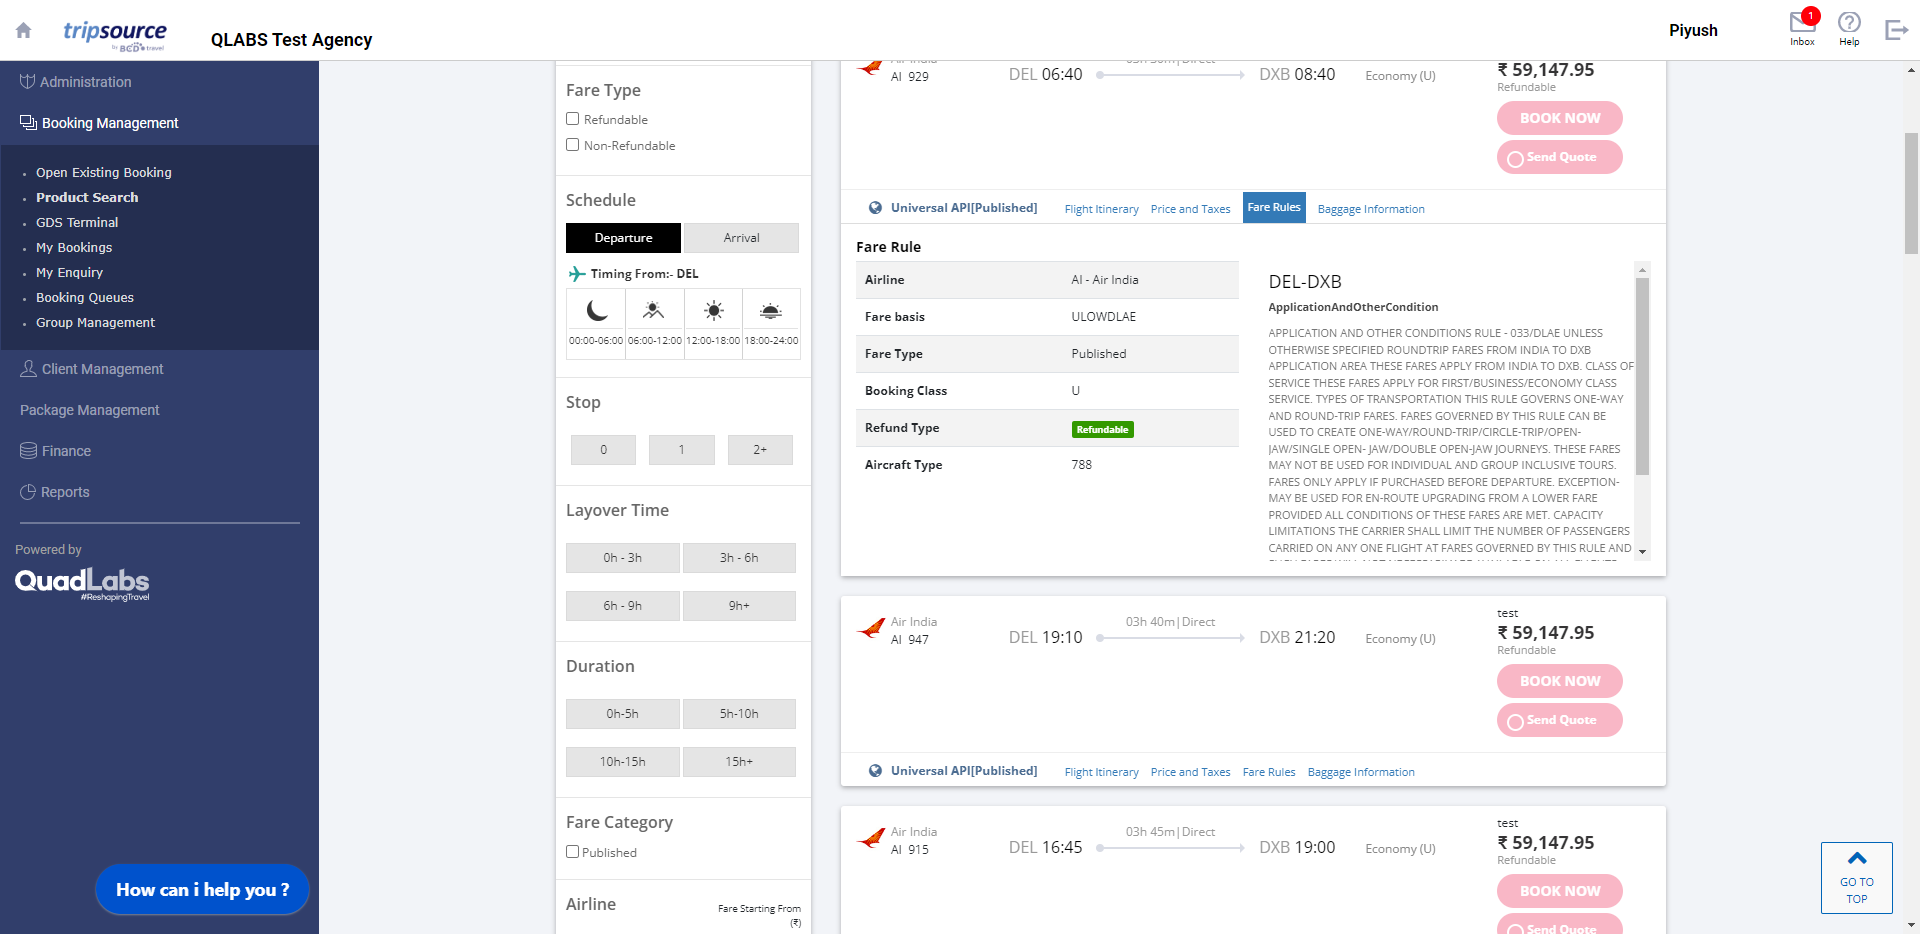 tripsource
by BCD travel
QLABS Test Agency
Piyush
1
Inbox
Help
Administration
Booking Management
Open Existing Booking
Product Search
GDS Terminal
My Bookings
My Enquiry
Booking Queues
Group Management
Client Management
Package Management
Finance
Reports
Powered by
QuadLabs
#ReshapingTravel
How can i help you ?
Fare Type
Refundable
Non-Refundable
Schedule
Departure Arrival
Timing From:- DEL
00:00-06:00 06:00-12:00 12:00-18:00 18:00-24:00
Stop
0 1 2+
Layover Time
0h - 3h 3h - 6h
6h - 9h 9h+
Duration
0h-5h 5h-10h
10h-15h 15h+
Fare Category
Published
Airline Fare Starting From
(₹)
Air India
AI 929
DEL 06:40
03h 30m|Direct
DXB 08:40
Economy (U)
₹ 59,147.95
Refundable
BOOK NOW
Send Quote
Universal API[Published] Flight Itinerary Price and Taxes Fare Rules Baggage Information
Fare Rule
Airline AI - Air India
Fare basis ULOWDLAE
Fare Type Published
Booking Class U
Refund Type Refundable
Aircraft Type 788
DEL-DXB
ApplicationAndOtherCondition
APPLICATION AND OTHER CONDITIONS RULE - 033/DLAE UNLESS
OTHERWISE SPECIFIED ROUNDTRIP FARES FROM INDIA TO DXB
APPLICATION AREA THESE FARES APPLY FROM INDIA TO DXB. CLASS OF
SERVICE THESE FARES APPLY FOR FIRST/BUSINESS/ECONOMY CLASS
SERVICE. TYPES OF TRANSPORTATION THIS RULE GOVERNS ONE-WAY
AND ROUND-TRIP FARES. FARES GOVERNED BY THIS RULE CAN BE
USED TO CREATE ONE-WAY/ROUND-TRIP/CIRCLE-TRIP/OPEN-
JAW/SINGLE OPEN- JAW/DOUBLE OPEN-JAW JOURNEYS. THESE FARES
MAY NOT BE USED FOR INDIVIDUAL AND GROUP INCLUSIVE TOURS.
FARES ONLY APPLY IF PURCHASED BEFORE DEPARTURE. EXCEPTION-
MAY BE USED FOR EN-ROUTE UPGRADING FROM A LOWER FARE
PROVIDED ALL CONDITIONS OF THESE FARES ARE MET. CAPACITY
LIMITATIONS THE CARRIER SHALL LIMIT THE NUMBER OF PASSENGERS
CARRIED ON ANY ONE FLIGHT AT FARES GOVERNED BY THIS RULE AND
Air India
AI 947
DEL 19:10
03h 40m|Direct
DXB 21:20
Economy (U)
test
₹ 59,147.95
Refundable
BOOK NOW
Send Quote
Universal API[Published] Flight Itinerary Price and Taxes Fare Rules Baggage Information
Air India
AI 915
DEL 16:45
03h 45m|Direct
DXB 19:00
Economy (U)
test
₹ 59,147.95
Refundable
BOOK NOW
Send Quote
GO TO
TOP